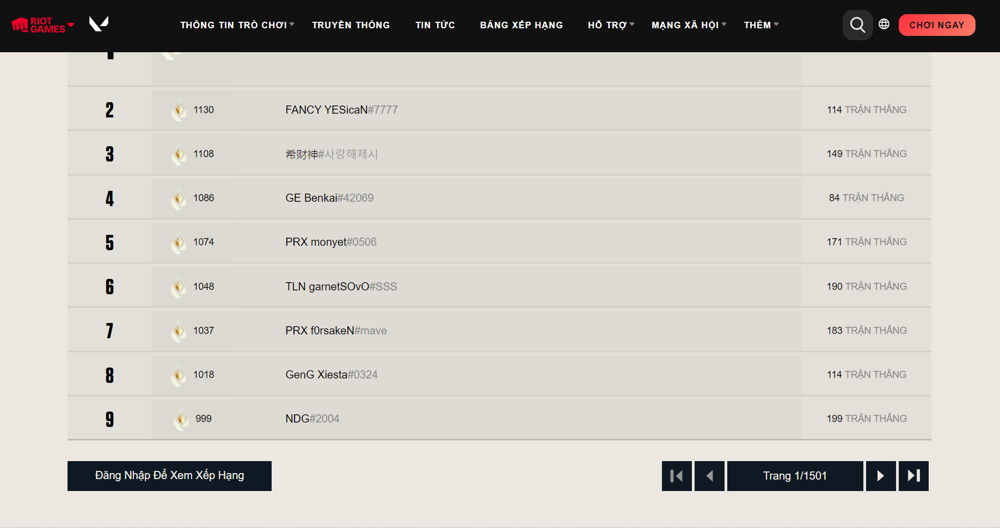 RIOT GAMES THÔNG TIN TRÒ CHƠI TRUYỀN THÔNG TIN TỨC BẢNG XẾP HẠNG HỖ TRỢ MẠNG XÃ HỘI THÊM CHƠI NGAY
2 1130 FANCY YESicaN#7777 114 TRẬN THẮNG
3 1108 希财神#사랑해제시 149 TRẬN THẮNG
4 1086 GE Benkai#42069 84 TRẬN THẮNG
5 1074 PRX monyet#0506 171 TRẬN THẮNG
6 1048 TLN garnetSOvO#SSS 190 TRẬN THẮNG
7 1037 PRX f0rsakeN#mave 183 TRẬN THẮNG
8 1018 GenG Xiesta#0324 114 TRẬN THẮNG
9 999 NDG#2004 199 TRẬN THẮNG
Đăng Nhập Để Xem Xếp Hạng Trang 1/1501